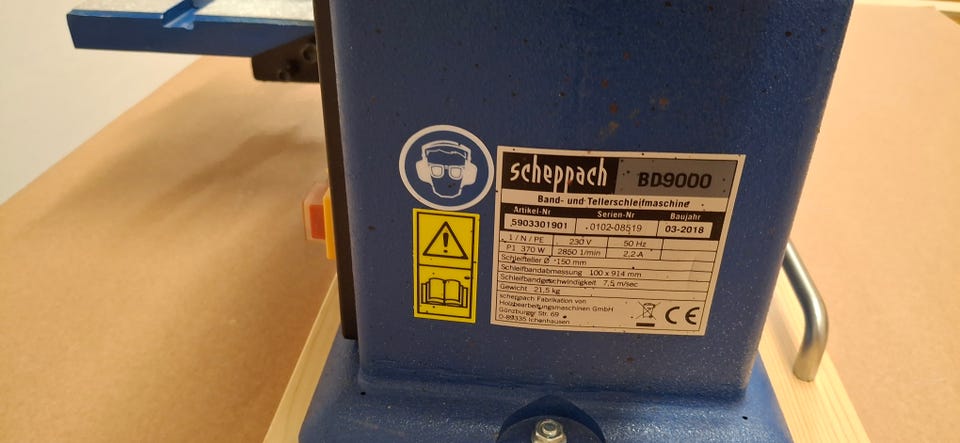 scheppach BD9000
Band- und Tellerschleifmaschine
Artikel-Nr Serien-Nr Baujahr
5903301901 0102-08519 03-2018
1 / N / PE 230 V 50 Hz
P1 370 W 2850 1/min 2,2 A
Schleifteller Ø 150 mm
Schleifbandabmessung 100 x 914 mm
Schleifbandgeschwindigkeit 7,5 m/sec
Gewicht 21,5 kg
scheppach Fabrikation von
Holzbearbeitungsmaschinen GmbH
Günzburger Str. 69
D-89335 Ichenhausen
CE